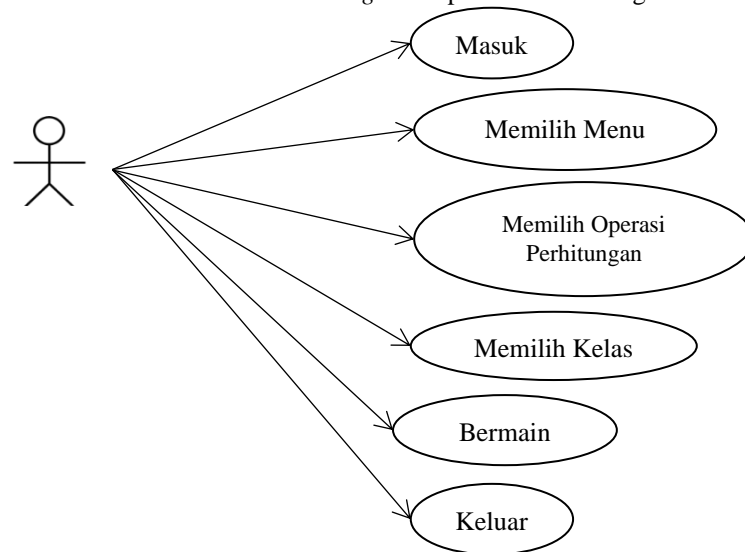 Masuk
Memilih Menu
Memilih Operasi
Perhitungan
Memilih Kelas
Bermain
Keluar